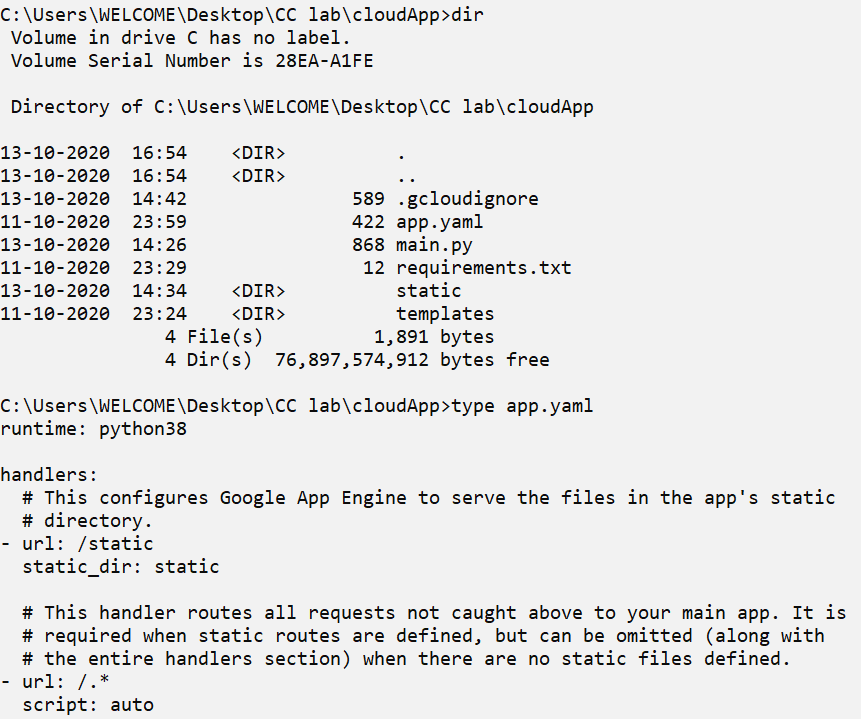 C:\Users\WELCOME\Desktop\CC lab\cloudApp>dir
 Volume in drive C has no label.
 Volume Serial Number is 28EA-A1FE

 Directory of C:\Users\WELCOME\Desktop\CC lab\cloudApp

13-10-2020  16:54    <DIR>          .
13-10-2020  16:54    <DIR>          ..
13-10-2020  14:42               589 .gcloudignore
11-10-2020  23:59               422 app.yaml
13-10-2020  14:26               868 main.py
11-10-2020  23:29                12 requirements.txt
13-10-2020  14:34    <DIR>          static
11-10-2020  23:24    <DIR>          templates
               4 File(s)          1,891 bytes
               4 Dir(s)  76,897,574,912 bytes free

C:\Users\WELCOME\Desktop\CC lab\cloudApp>type app.yaml
runtime: python38

handlers:
  # This configures Google App Engine to serve the files in the app's static
  # directory.
- url: /static
  static_dir: static

  # This handler routes all requests not caught above to your main app. It is
  # required when static routes are defined, but can be omitted (along with
  # the entire handlers section) when there are no static files defined.
- url: /.*
  script: auto